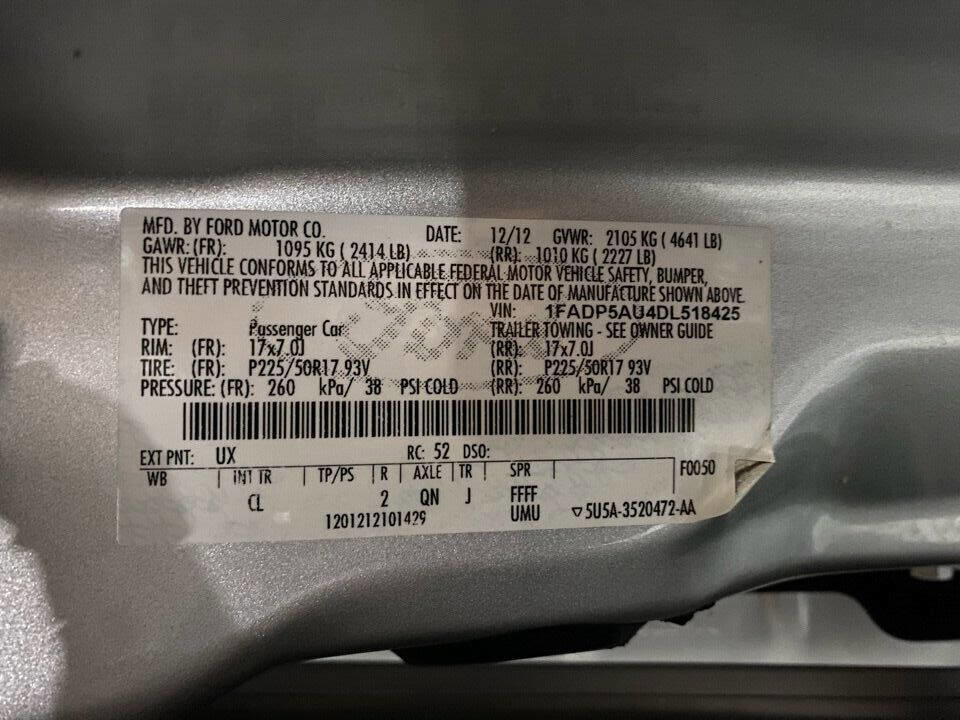 MFD. BY FORD MOTOR CO. DATE: 12/12 GVWR: 2105 KG ( 4641 LB)
GAWR: (FR): 1095 KG ( 2414 LB) (RR): 1010 KG ( 2227 LB)
THIS VEHICLE CONFORMS TO ALL APPLICABLE FEDERAL MOTOR VEHICLE SAFETY, BUMPER,
AND THEFT PREVENTION STANDARDS IN EFFECT ON THE DATE OF MANUFACTURE SHOWN ABOVE.
VIN: 1FADP5AU4DL518425
TYPE: Passenger Car TRAILER TOWING - SEE OWNER GUIDE
RIM: (FR): 17x7.0J (RR): 17x7.0J
TIRE: (FR): P225/50R17 93V (RR): P225/50R17 93V
PRESSURE: (FR): 260 kPa/ 38 PSI COLD (RR): 260 kPa/ 38 PSI COLD
EXT PNT: UX RC: 52 DSO:
WB | INT TR | TP/PS | R | AXLE | TR | SPR | F0050
CL 2 QN J FFFF
1201212101429 UMU ▽5U5A-3520472-AA